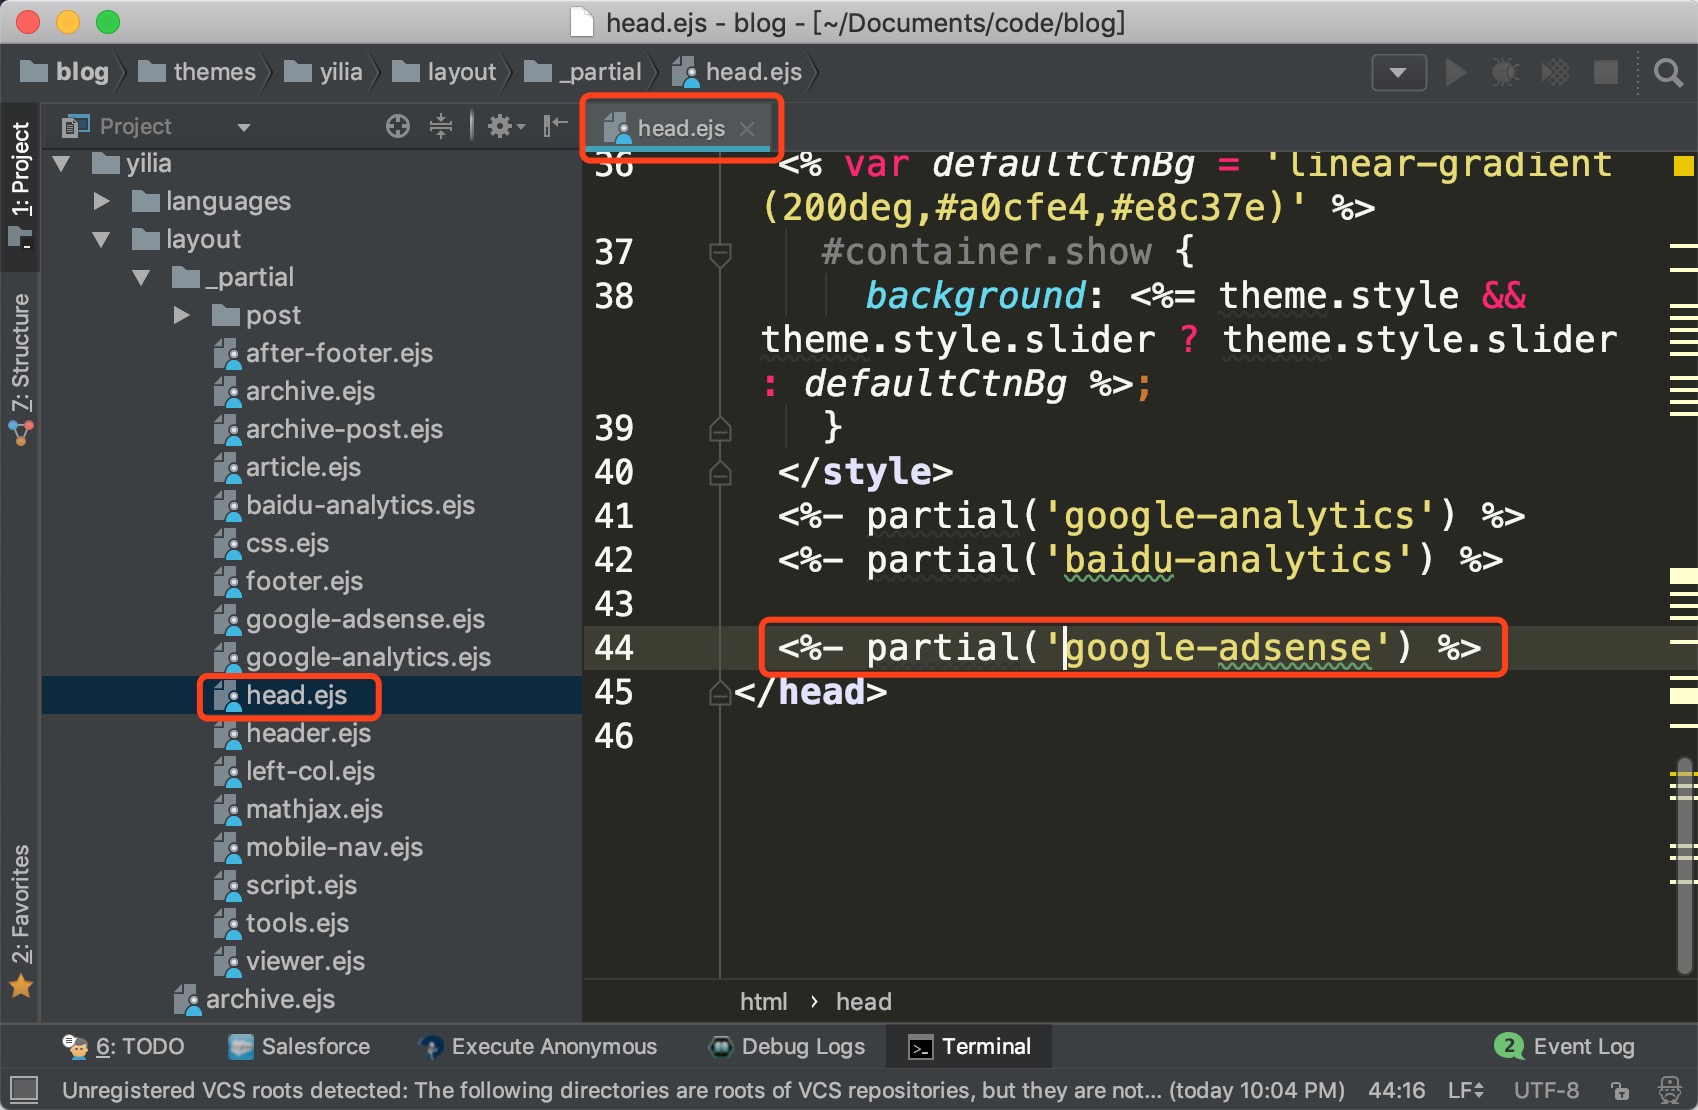 head.ejs - blog - [~/Documents/code/blog]
blog themes yilia layout _partial head.ejs
1: Project
7: Structure
2: Favorites
Project
yilia
languages
layout
_partial
post
after-footer.ejs
archive.ejs
archive-post.ejs
article.ejs
baidu-analytics.ejs
css.ejs
footer.ejs
google-adsense.ejs
google-analytics.ejs
head.ejs
header.ejs
left-col.ejs
mathjax.ejs
mobile-nav.ejs
script.ejs
tools.ejs
viewer.ejs
archive.ejs
head.ejs
36 <% var defaultCtnBg = 'linear-gradient
(200deg,#a0cfe4,#e8c37e)' %>
37 #container.show {
38 background: <%= theme.style &&
theme.style.slider ? theme.style.slider
: defaultCtnBg %>;
39 }
40 </style>
41 <%- partial('google-analytics') %>
42 <%- partial('baidu-analytics') %>
43
44 <%- partial('google-adsense') %>
45 </head>
46
html › head
6: TODO Salesforce Execute Anonymous Debug Logs Terminal 2 Event Log
Unregistered VCS roots detected: The following directories are roots of VCS repositories, but they are not... (today 10:04 PM) 44:16 LF UTF-8